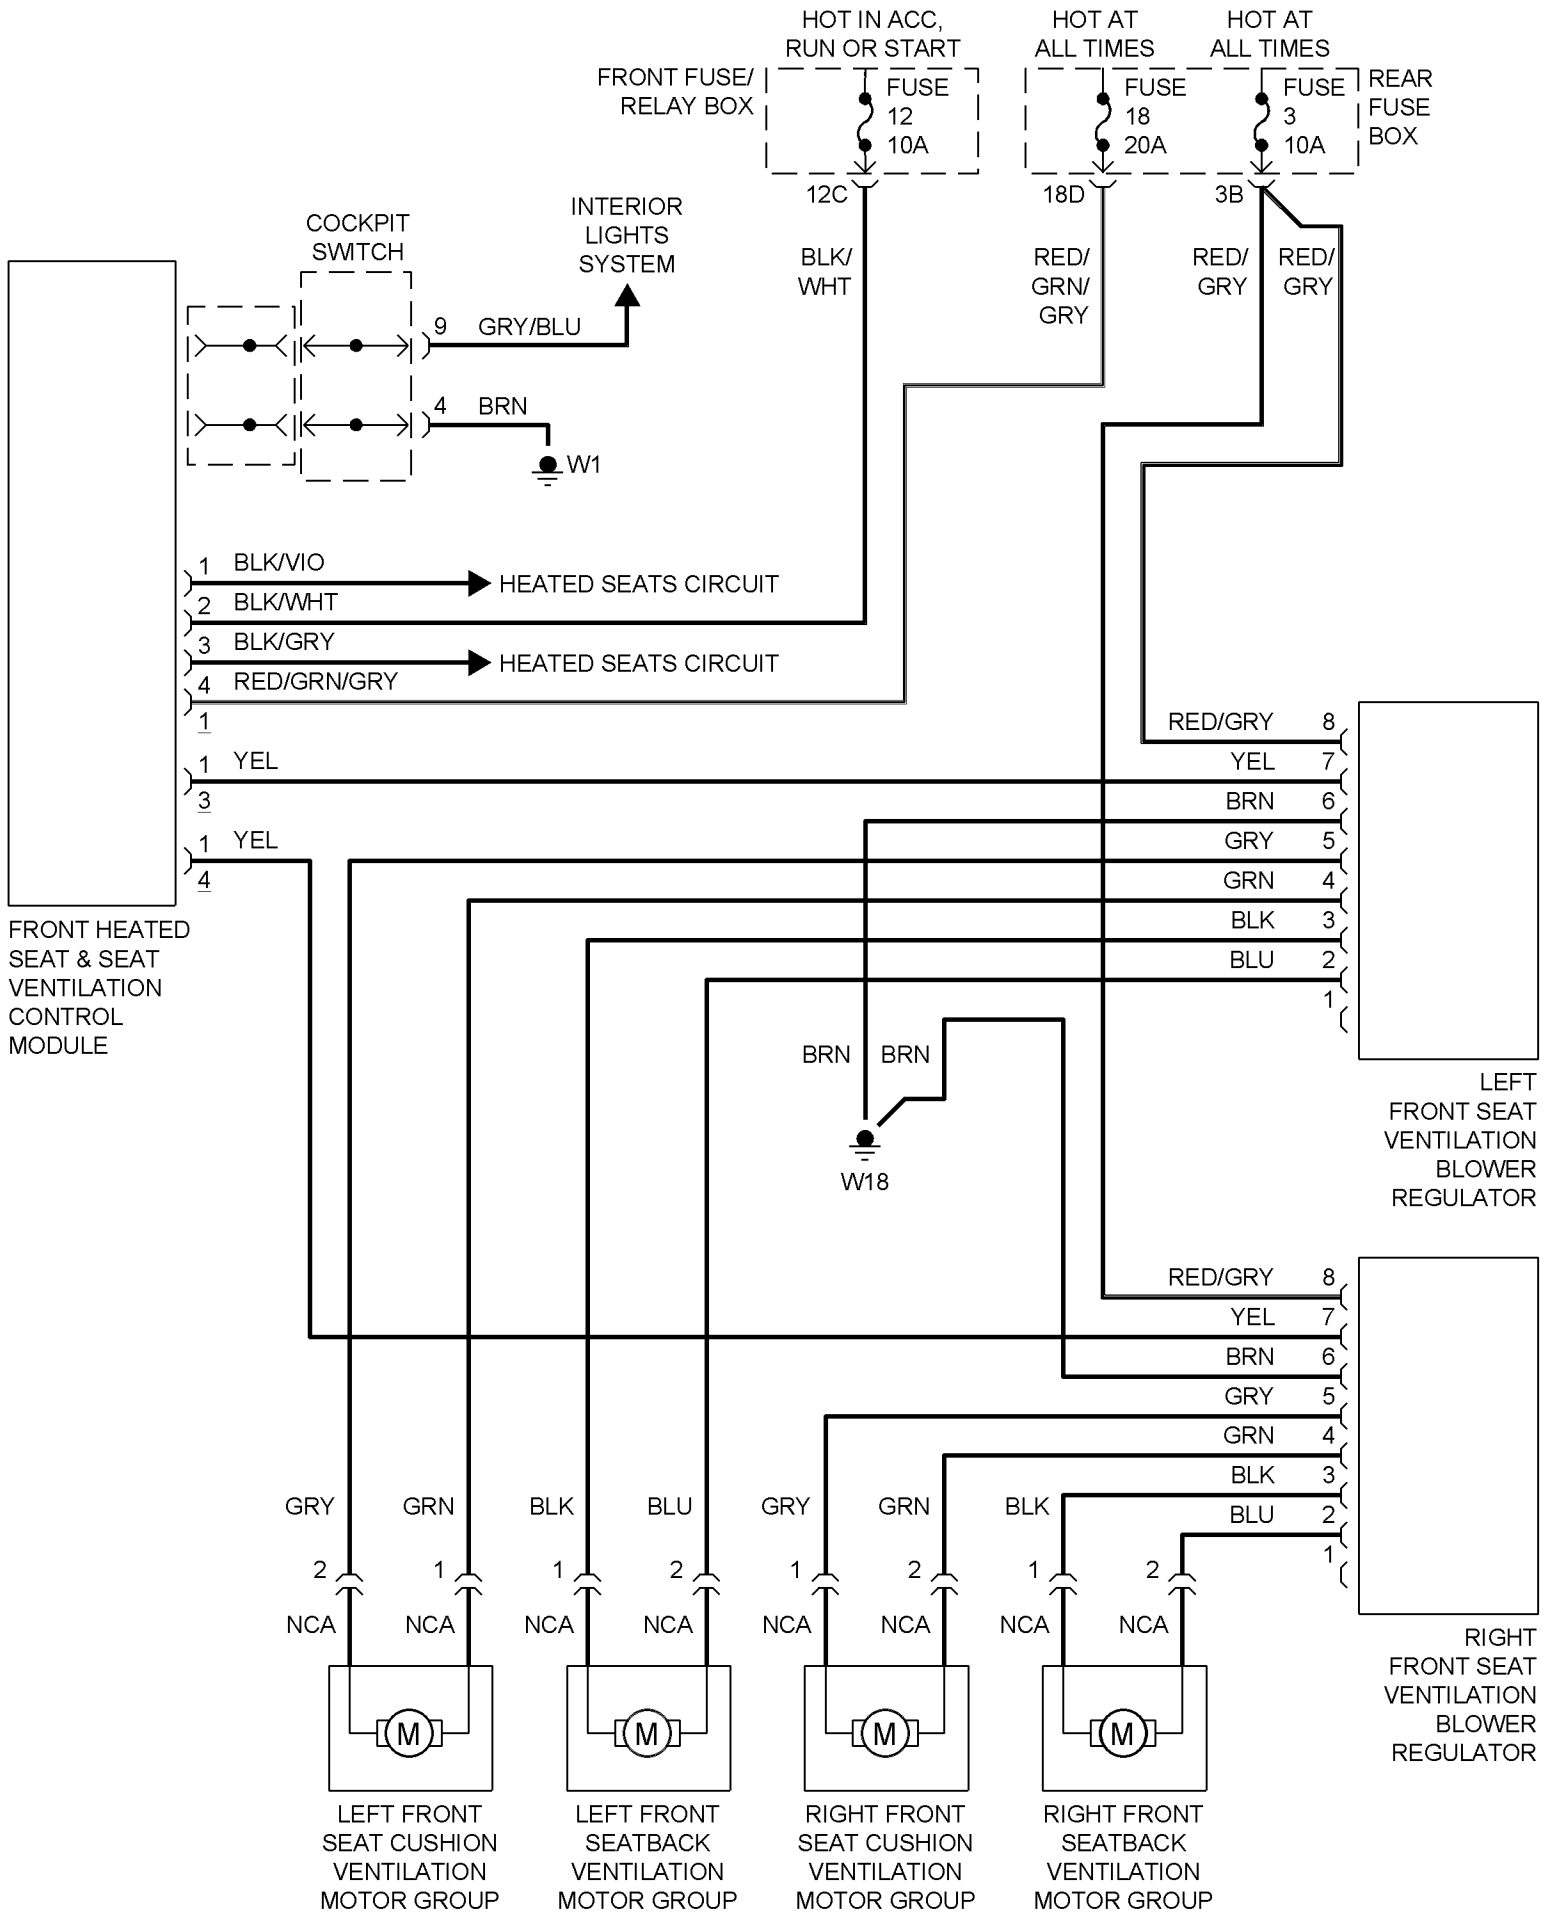 HOT IN ACC,
RUN OR START
HOT AT
ALL TIMES
HOT AT
ALL TIMES
FRONT FUSE/
RELAY BOX
FUSE
12
10A
FUSE
18
20A
FUSE
3
10A
REAR
FUSE
BOX
12C
18D
3B
BLK/
WHT
RED/
GRN/
GRY
RED/
GRY
RED/
GRY
COCKPIT
SWITCH
INTERIOR
LIGHTS
SYSTEM
9 GRY/BLU
4 BRN
W1
1 BLK/VIO
HEATED SEATS CIRCUIT
2 BLK/WHT
3 BLK/GRY
HEATED SEATS CIRCUIT
4 RED/GRN/GRY
1
1 YEL
3
1 YEL
4
FRONT HEATED
SEAT & SEAT
VENTILATION
CONTROL
MODULE
RED/GRY 8
YEL 7
BRN 6
GRY 5
GRN 4
BLK 3
BLU 2
1
LEFT
FRONT SEAT
VENTILATION
BLOWER
REGULATOR
BRN BRN
W18
RED/GRY 8
YEL 7
BRN 6
GRY 5
GRN 4
BLK 3
BLU 2
1
RIGHT
FRONT SEAT
VENTILATION
BLOWER
REGULATOR
GRY GRN BLK BLU GRY GRN BLK
2 1 1 2 1 2 1 2
NCA NCA NCA NCA NCA NCA NCA NCA
M M M M
LEFT FRONT
SEAT CUSHION
VENTILATION
MOTOR GROUP
LEFT FRONT
SEATBACK
VENTILATION
MOTOR GROUP
RIGHT FRONT
SEAT CUSHION
VENTILATION
MOTOR GROUP
RIGHT FRONT
SEATBACK
VENTILATION
MOTOR GROUP